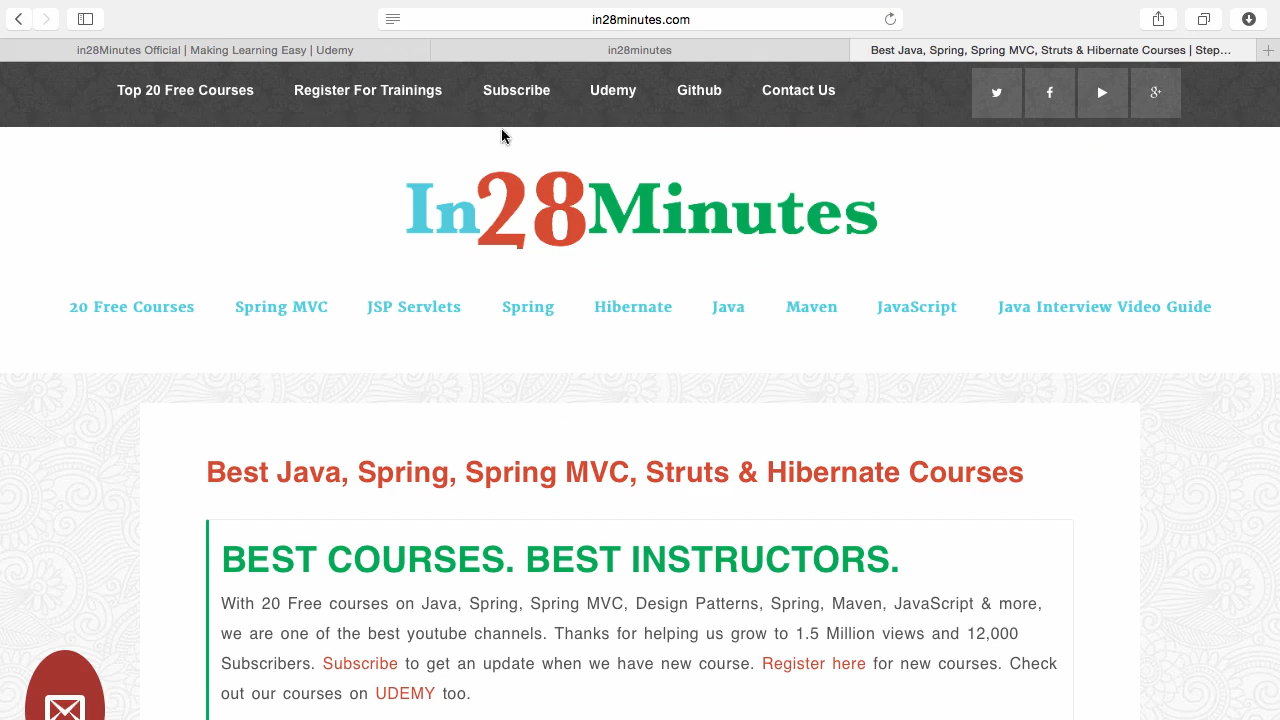 in28minutes.com
in28Minutes Official | Making Learning Easy | Udemy
in28minutes
Best Java, Spring, Spring MVC, Struts & Hibernate Courses | Step...
Top 20 Free Courses
Register For Trainings
Subscribe
Udemy
Github
Contact Us
In28Minutes
20 Free Courses
Spring MVC
JSP Servlets
Spring
Hibernate
Java
Maven
JavaScript
Java Interview Video Guide
Best Java, Spring, Spring MVC, Struts & Hibernate Courses
BEST COURSES. BEST INSTRUCTORS.
With 20 Free courses on Java, Spring, Spring MVC, Design Patterns, Spring, Maven, JavaScript & more,
we are one of the best youtube channels. Thanks for helping us grow to 1.5 Million views and 12,000
Subscribers. Subscribe to get an update when we have new course. Register here for new courses. Check
out our courses on UDEMY too.